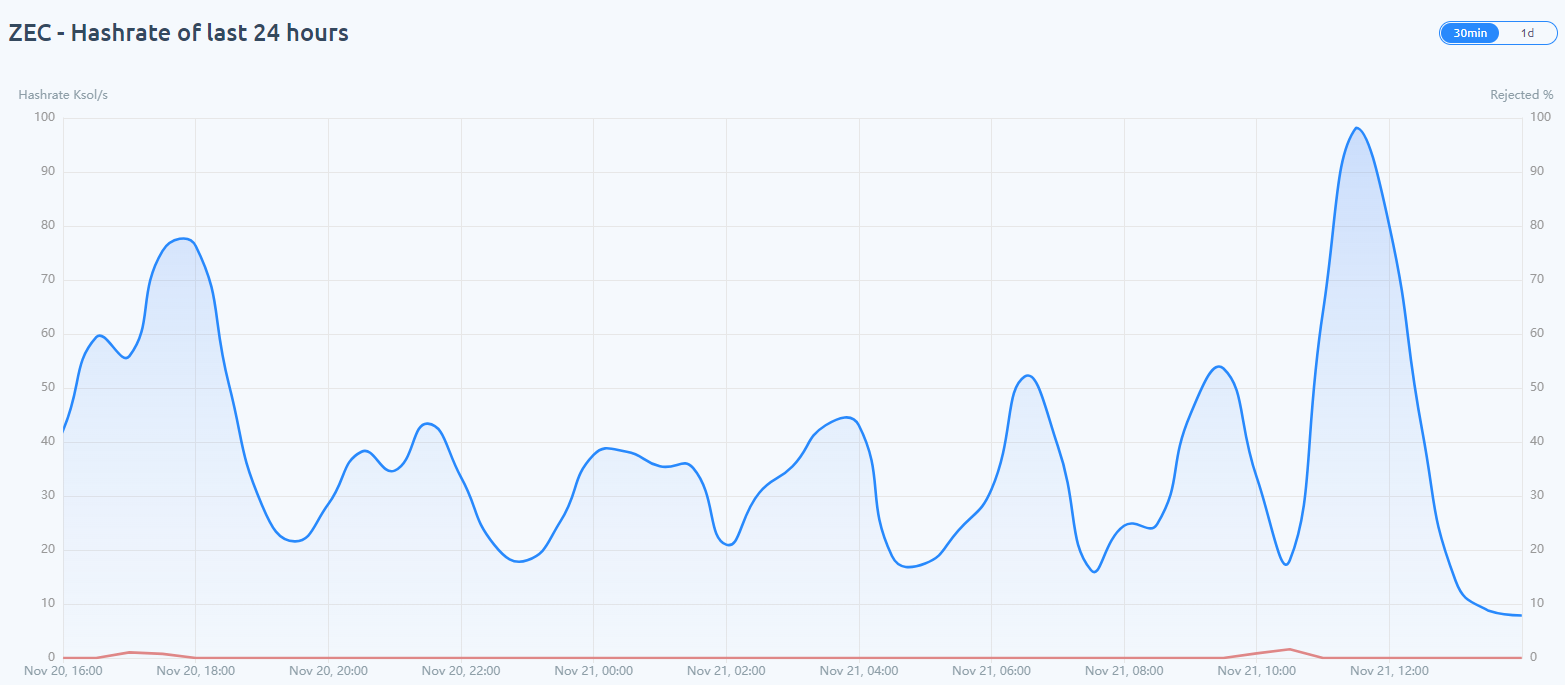 ZEC - Hashrate of last 24 hours
30min 1d
Hashrate Ksol/s Rejected %
100 100
90 90
80 80
70 70
60 60
50 50
40 40
30 30
20 20
10 10
0 0
Nov 20, 16:00 Nov 20, 18:00 Nov 20, 20:00 Nov 20, 22:00 Nov 21, 00:00 Nov 21, 02:00 Nov 21, 04:00 Nov 21, 06:00 Nov 21, 08:00 Nov 21, 10:00 Nov 21, 12:00